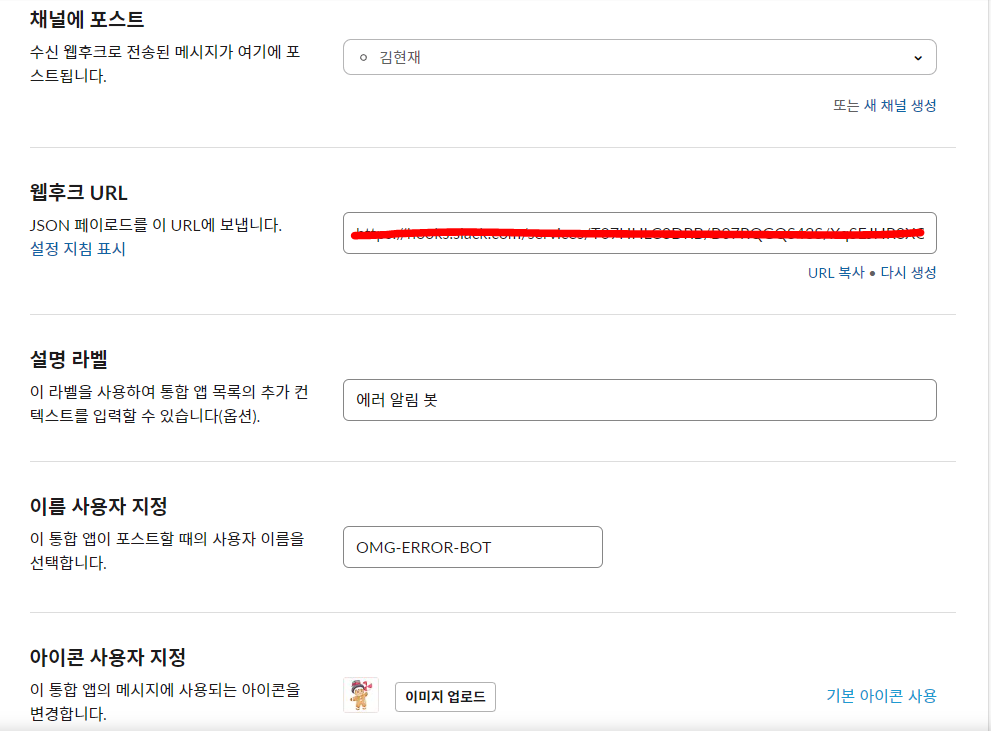 채널에 포스트
수신 웹후크로 전송된 메시지가 여기에 포
스트됩니다.
김현재
또는 새 채널 생성
웹후크 URL
JSON 페이로드를 이 URL에 보냅니다.
설정 지침 표시
URL 복사 • 다시 생성
설명 라벨
이 라벨을 사용하여 통합 앱 목록의 추가 컨
텍스트를 입력할 수 있습니다(옵션).
에러 알림 봇
이름 사용자 지정
이 통합 앱이 포스트할 때의 사용자 이름을
선택합니다.
OMG-ERROR-BOT
아이콘 사용자 지정
이 통합 앱의 메시지에 사용되는 아이콘을
변경합니다.
이미지 업로드
기본 아이콘 사용